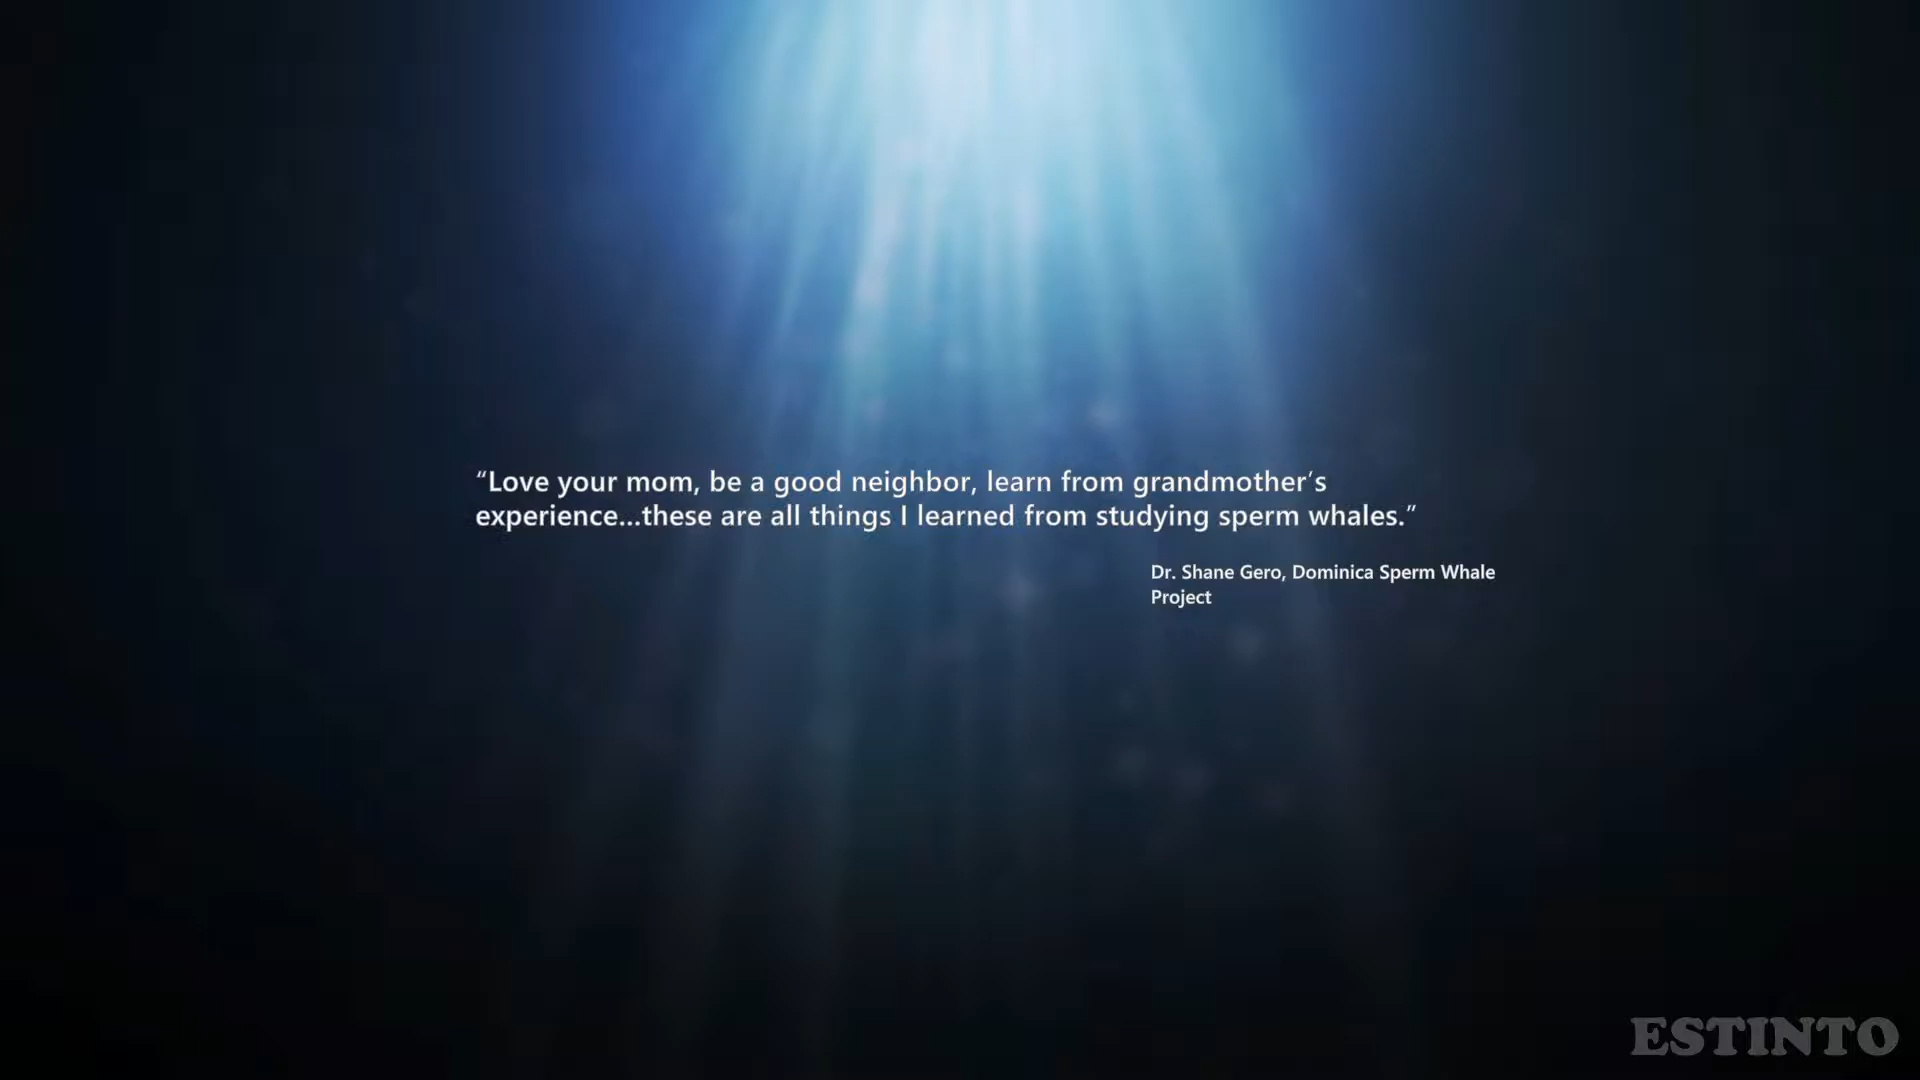 “Love your mom, be a good neighbor, learn from grandmother’s
experience...these are all things I learned from studying sperm whales.”
Dr. Shane Gero, Dominica Sperm Whale
Project
ESTINTO